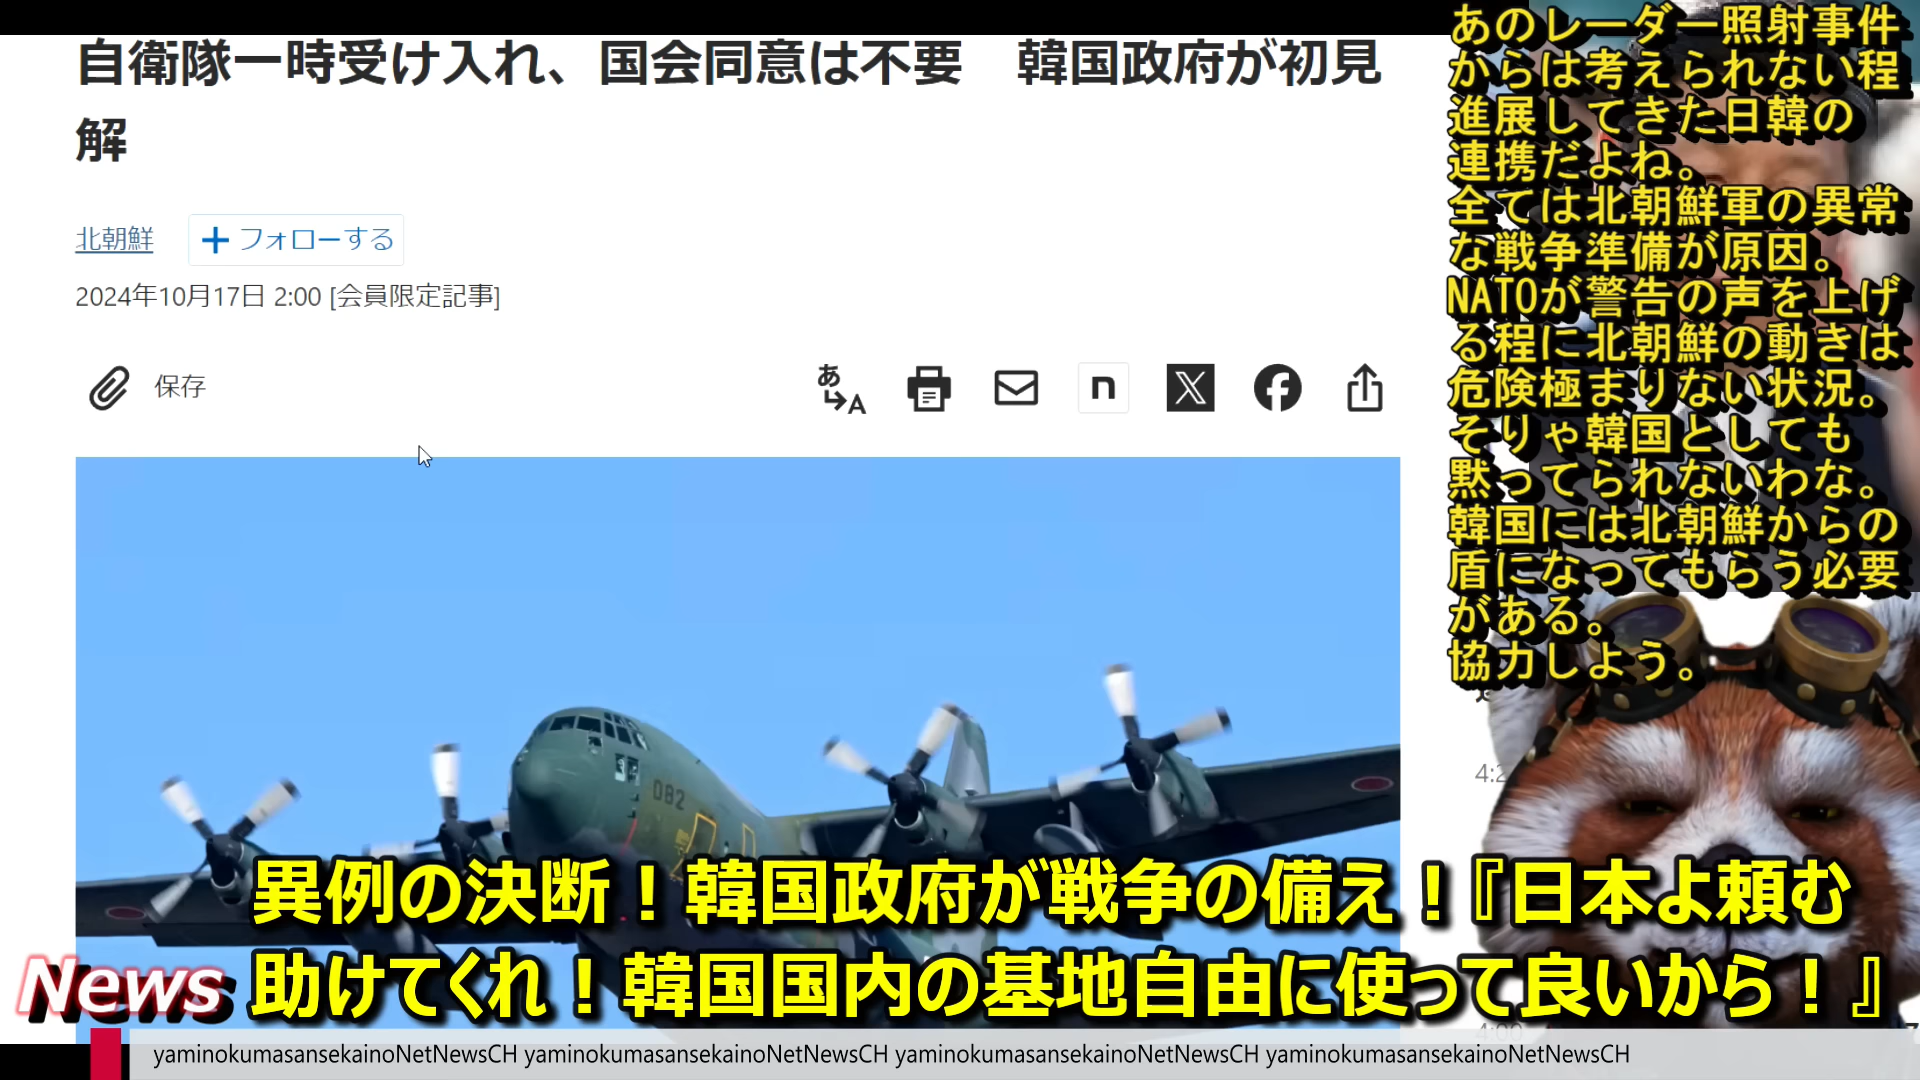 自衛隊一時受け入れ、国会同意は不要　韓国政府が初見
解
北朝鮮
+ フォローする
2024年10月17日 2:00 [会員限定記事]
保存
あ
A
n
X
082
あのレーダー照射事件
からは考えられない程
進展してきた日韓の
連携だよね。
全ては北朝鮮軍の異常
な戦争準備が原因。
NATOが警告の声を上げ
る程に北朝鮮の動きは
危険極まりない状況。
そりゃ韓国としても
黙ってられないわな。
韓国には北朝鮮からの
盾になってもらう必要
がある。
協力しよう。
異例の決断！韓国政府が戦争の備え！『日本よ頼む
助けてくれ！韓国国内の基地自由に使って良いから！』
News
yaminokumasansekainoNetNewsCH yaminokumasansekainoNetNewsCH yaminokumasansekainoNetNewsCH yaminokumasansekainoNetNewsCH